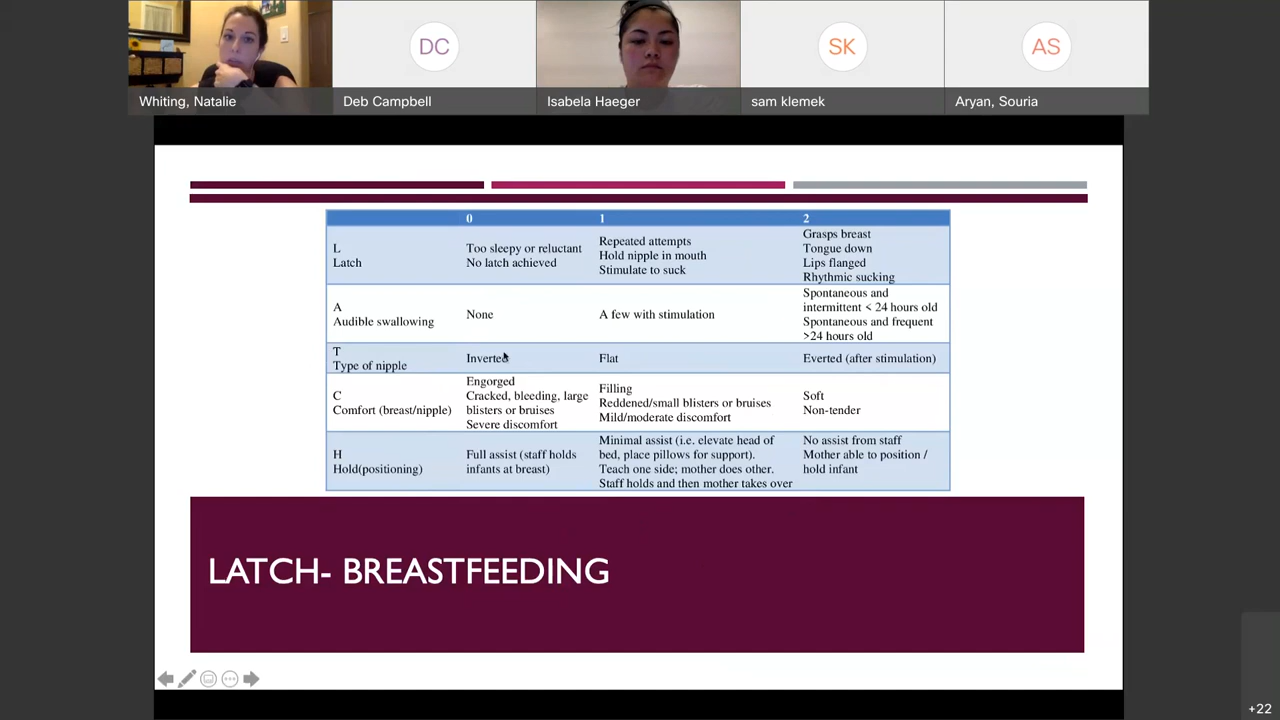 DC
SK
AS
Whiting, Natalie
Deb Campbell
Isabela Haeger
sam klemek
Aryan, Souria
0
1
2
L
Latch
Too sleepy or reluctant
No latch achieved
Repeated attempts
Hold nipple in mouth
Stimulate to suck
Grasps breast
Tongue down
Lips flanged
Rhythmic sucking
A
Audible swallowing
None
A few with stimulation
Spontaneous and
intermittent < 24 hours old
Spontaneous and frequent
>24 hours old
T
Type of nipple
Inverted
Flat
Everted (after stimulation)
C
Comfort (breast/nipple)
Engorged
Cracked, bleeding, large
blisters or bruises
Severe discomfort
Filling
Reddened/small blisters or bruises
Mild/moderate discomfort
Soft
Non-tender
H
Hold(positioning)
Full assist (staff holds
infants at breast)
Minimal assist (i.e. elevate head of
bed, place pillows for support).
Teach one side; mother does other.
Staff holds and then mother takes over
No assist from staff
Mother able to position /
hold infant
LATCH- BREASTFEEDING
+22